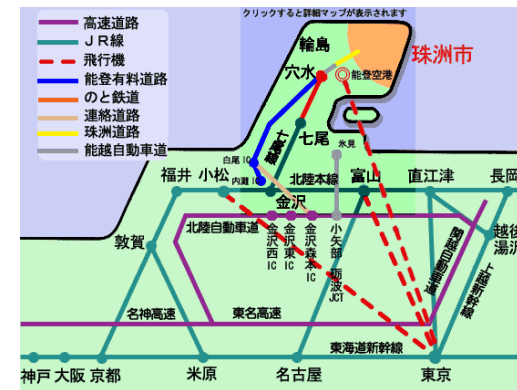 クリックすると詳細マップが表示されます
高速道路
ＪＲ線
飛行機
能登有料道路
のと鉄道
連絡道路
珠洲道路
能越自動車道
輪島
珠洲市
穴水
能登空港
七尾
七尾線
氷見
白尾IC
内灘IC
北陸本線
福井
小松
金沢
富山
直江津
長岡
北陸自動車道
金沢西IC
金沢東IC
金沢森本IC
小矢部
砺波JCT
関越自動車道
上越新幹線
越後湯沢
敦賀
名神高速
東名高速
東海道新幹線
神戸
大阪
京都
米原
名古屋
東京